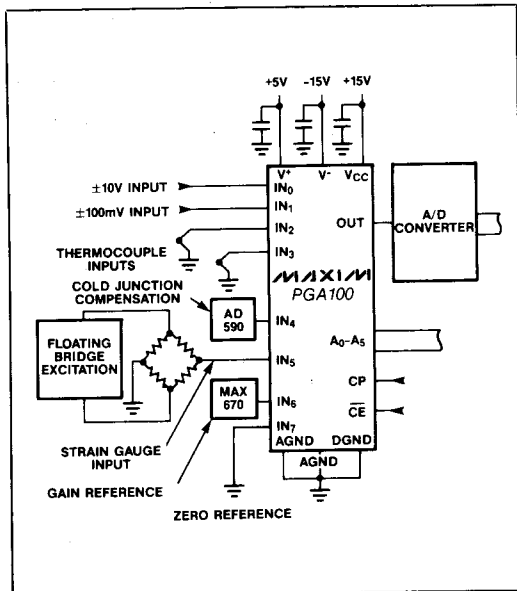 +5V -15V +15V
V+ V- VCC
±10V INPUT IN0
±100mV INPUT IN1
IN2
OUT
A/D
CONVERTER
IN3
THERMOCOUPLE
INPUTS
MAXIM
PGA100
COLD JUNCTION
COMPENSATION
AD
590
IN4
A0-A5
FLOATING
BRIDGE
EXCITATION
IN5
CP
MAX
670
IN6
CE
IN7
STRAIN GAUGE
INPUT
AGND DGND
AGND
GAIN REFERENCE
ZERO REFERENCE